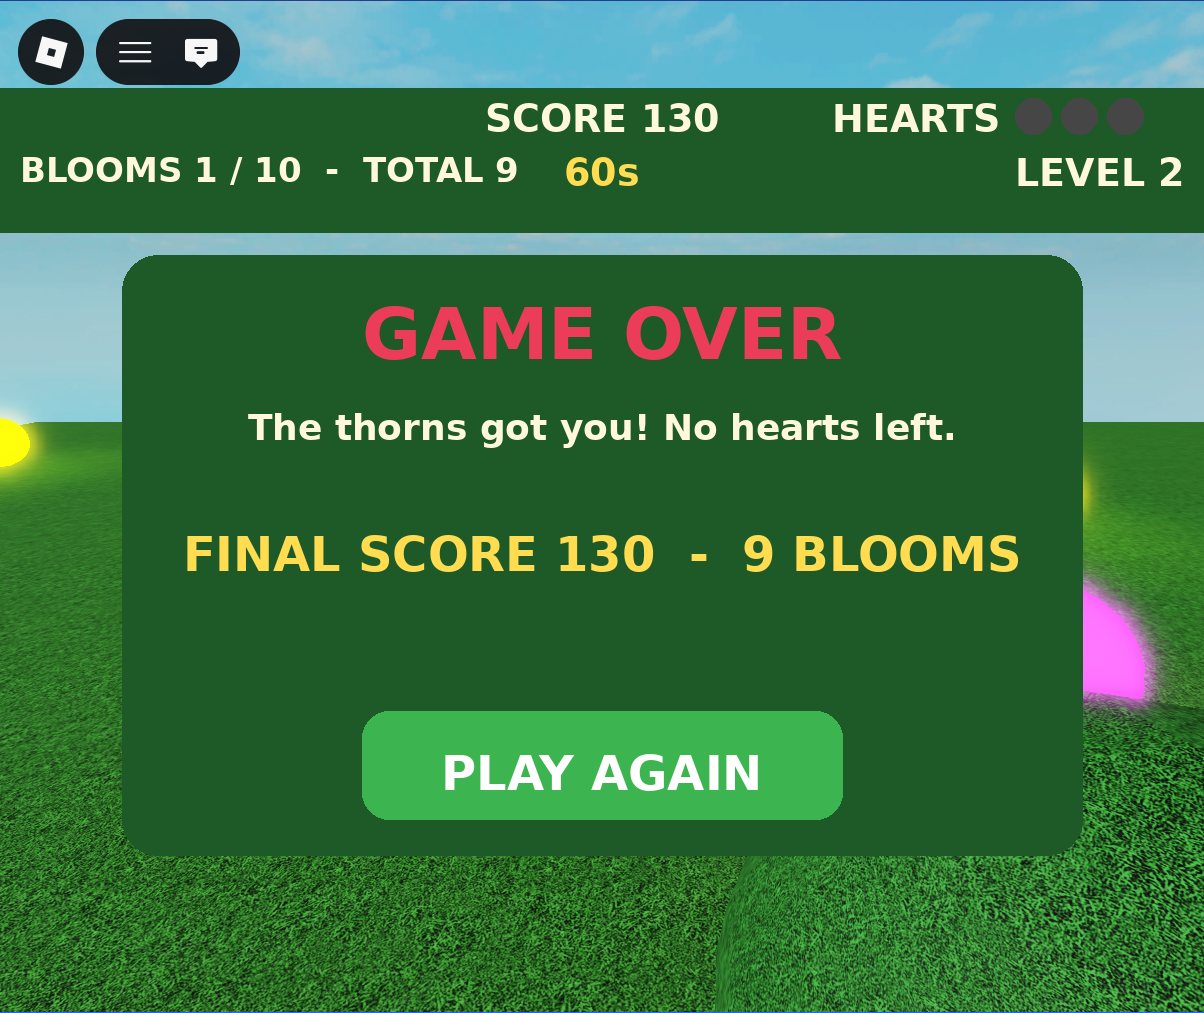 SCORE 130 HEARTS
BLOOMS 1 / 10 - TOTAL 9 60s LEVEL 2
GAME OVER
The thorns got you! No hearts left.
FINAL SCORE 130 - 9 BLOOMS
PLAY AGAIN